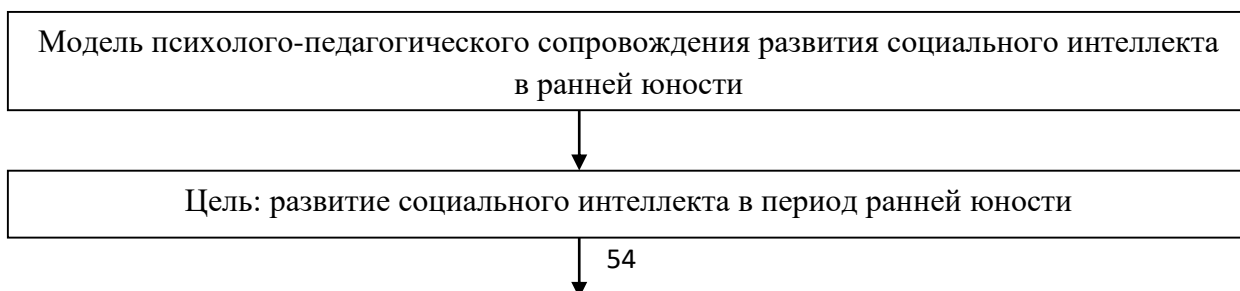 Модель психолого-педагогического сопровождения развития социального интеллекта
в ранней юности
Цель: развитие социального интеллекта в период ранней юности
54